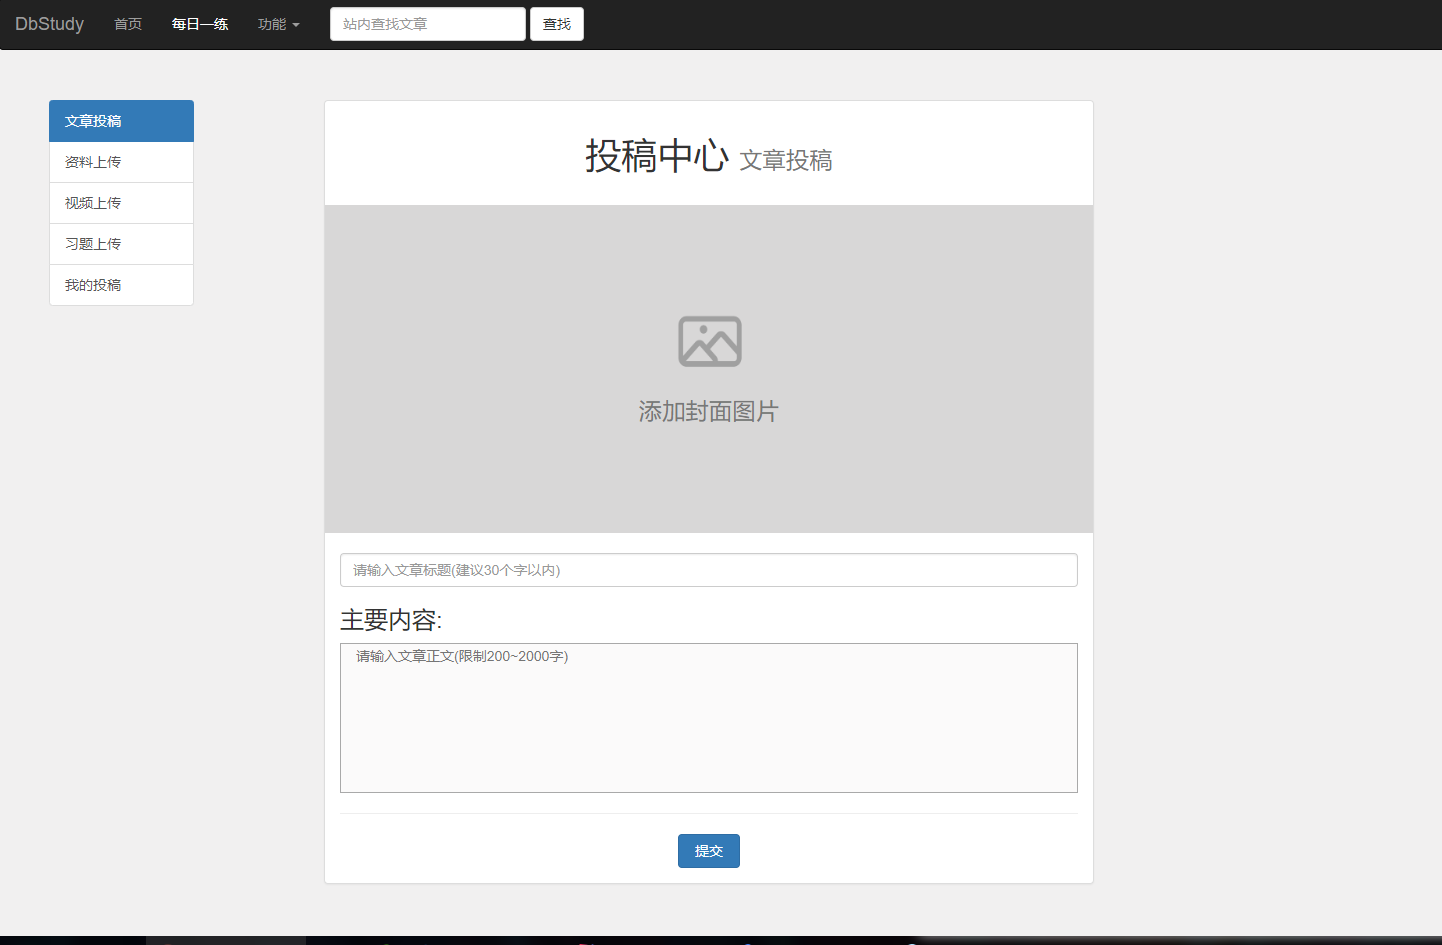 DbStudy 首页 每日一练 功能 站内查找文章 查找
文章投稿
资料上传
视频上传
习题上传
我的投稿
投稿中心 文章投稿
添加封面图片
请输入文章标题(建议30个字以内)
主要内容:
请输入文章正文(限制200~2000字)
提交